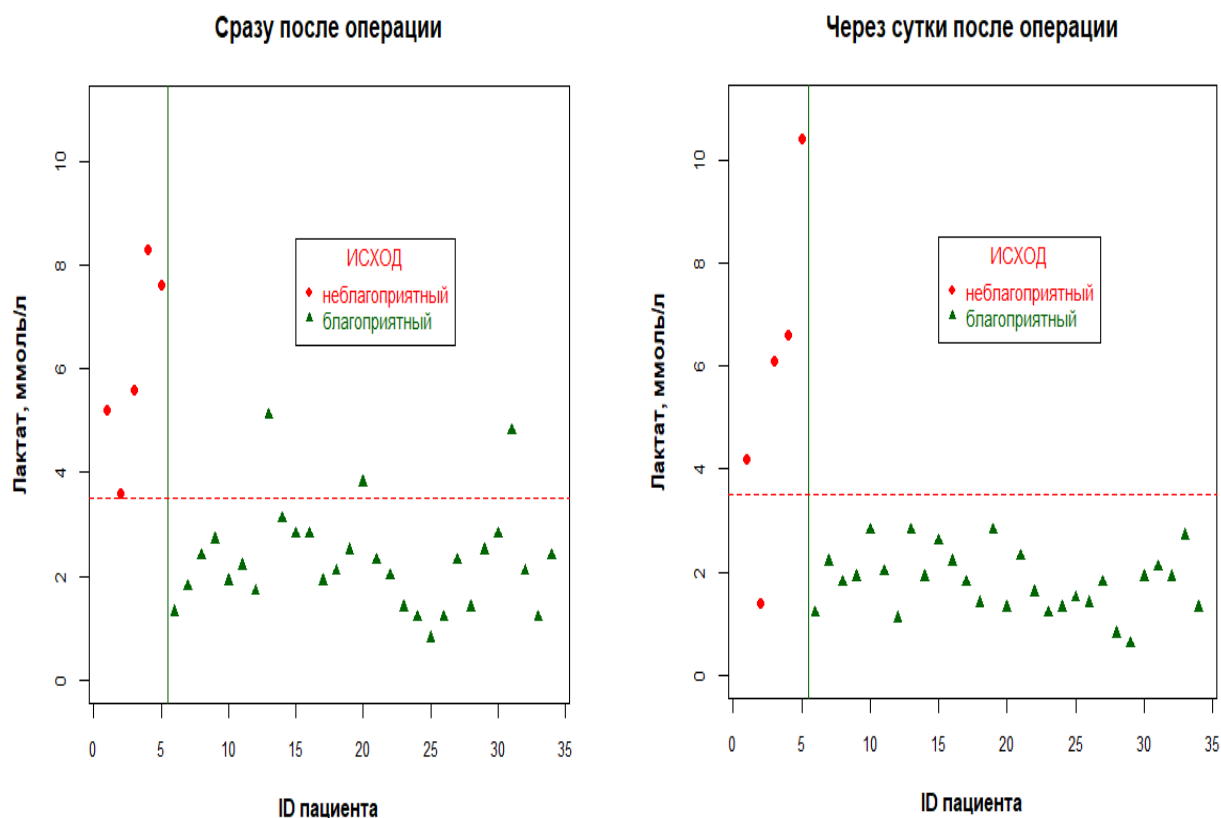 Сразу после операции
Лактат, ммоль/л
10
8
6
4
2
0
ИСХОД
неблагоприятный
благоприятный
0 5 10 15 20 25 30 35
ID пациента
Через сутки после операции
Лактат, ммоль/л
10
8
6
4
2
0
ИСХОД
неблагоприятный
благоприятный
0 5 10 15 20 25 30 35
ID пациента